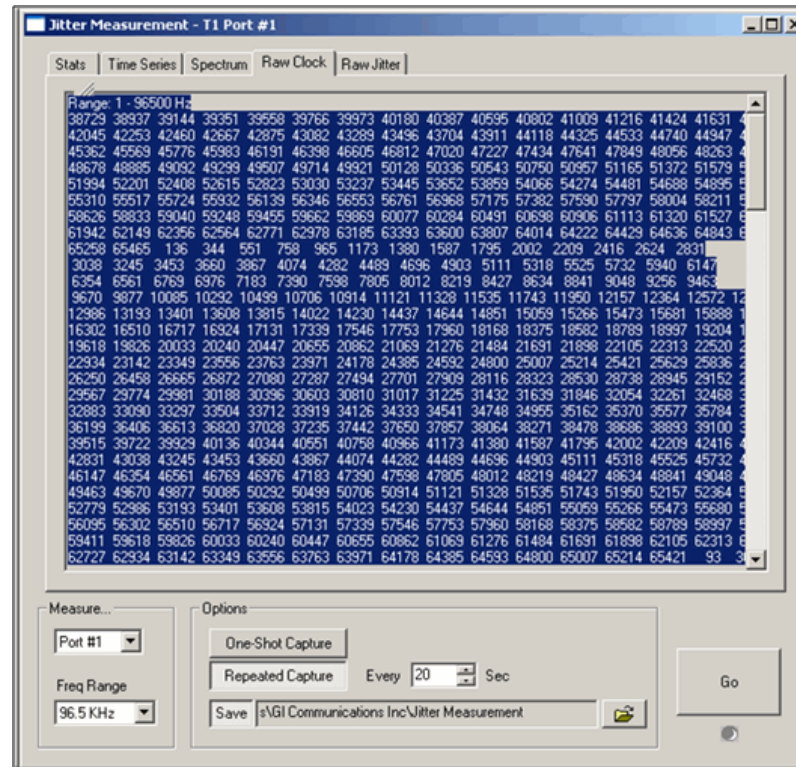 Jitter Measurement - T1 Port #1
Stats Time Series Spectrum Raw Clock Raw Jitter
Range: 1 - 96500 Hz
38729 38937 39144 39351 39558 39766 39973 40180 40387 40595 40802 41009 41216 41424 41631
42045 42253 42460 42667 42875 43082 43289 43496 43704 43911 44118 44325 44533 44740 44947
45362 45569 45776 45983 46191 46398 46605 46812 47020 47227 47434 47641 47849 48056 48263
48678 48885 49092 49299 49507 49714 49921 50128 50336 50543 50750 50957 51165 51372 51579
51994 52201 52408 52615 52823 53030 53237 53445 53652 53859 54066 54274 54481 54688 54895
55310 55517 55724 55932 56139 56346 56553 56761 56968 57175 57382 57590 57797 58004 58211
58626 58833 59040 59248 59455 59662 59869 60077 60284 60491 60698 60906 61113 61320 61527
61942 62149 62356 62564 62771 62978 63185 63393 63600 63807 64014 64222 64429 64636 64843
65258 65465 136 344 551 758 965 1173 1380 1587 1795 2002 2209 2416 2624 2831
3038 3245 3453 3660 3867 4074 4282 4489 4696 4903 5111 5318 5525 5732 5940 6147
6354 6561 6769 6976 7183 7390 7598 7805 8012 8219 8427 8634 8841 9048 9256 9463
9670 9877 10085 10292 10499 10706 10914 11121 11328 11535 11743 11950 12157 12364 12572
12986 13193 13401 13608 13815 14022 14230 14437 14644 14851 15059 15266 15473 15681 15888
16302 16510 16717 16924 17131 17339 17546 17753 17960 18168 18375 18582 18789 18997 19204
19618 19826 20033 20240 20447 20655 20862 21069 21276 21484 21691 21898 22105 22313 22520
22934 23142 23349 23556 23763 23971 24178 24385 24592 24800 25007 25214 25421 25629 25836
26250 26458 26665 26872 27080 27287 27494 27701 27909 28116 28323 28530 28738 28945 29152
29567 29774 29981 30188 30396 30603 30810 31017 31225 31432 31639 31846 32054 32261 32468
32883 33090 33297 33504 33712 33919 34126 34333 34541 34748 34955 35162 35370 35577 35784
36199 36406 36613 36820 37028 37235 37442 37650 37857 38064 38271 38478 38686 38893 39100
39515 39722 39929 40136 40344 40551 40758 40966 41173 41380 41587 41795 42002 42209 42416
42831 43038 43245 43453 43660 43867 44074 44282 44489 44696 44903 45111 45318 45525 45732
46147 46354 46561 46769 46976 47183 47390 47598 47805 48012 48219 48427 48634 48841 49048
49463 49670 49877 50085 50292 50499 50706 50914 51121 51328 51535 51743 51950 52157 52364
52779 52986 53193 53401 53608 53815 54023 54230 54437 54644 54851 55059 55266 55473 55680
56095 56302 56510 56717 56924 57131 57339 57546 57753 57960 58168 58375 58582 58789 58997
59411 59618 59826 60033 60240 60447 60655 60862 61069 61276 61484 61691 61898 62105 62313
62727 62934 63142 63349 63556 63763 63971 64178 64385 64593 64800 65007 65214 65421 93
Measure... Options
Port #1 One-Shot Capture
Repeated Capture Every 20 Sec
Freq Range
Go
96.5 KHz Save s\GI Communications Inc\Jitter Measurement